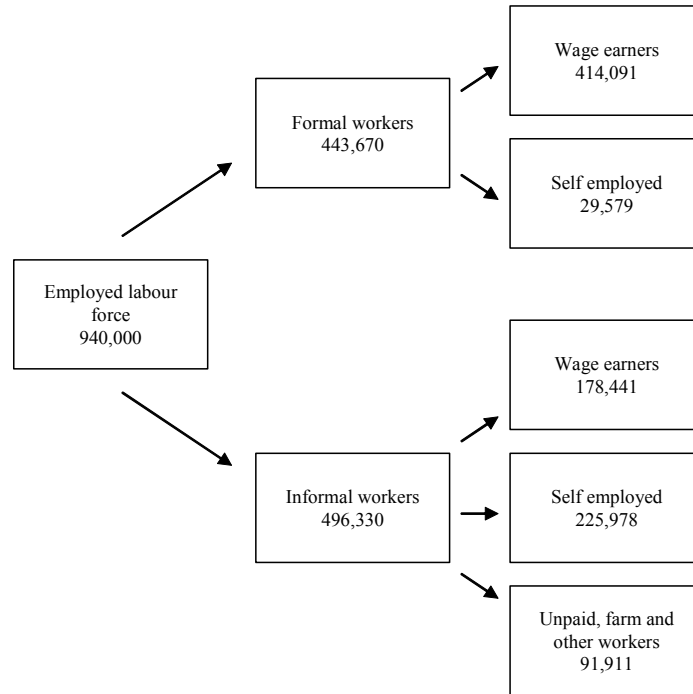 Wage earners
414,091
Formal workers
443,670
Self employed
29,579
Employed labour
force
940,000
Wage earners
178,441
Informal workers
496,330
Self employed
225,978
Unpaid, farm and
other workers
91,911